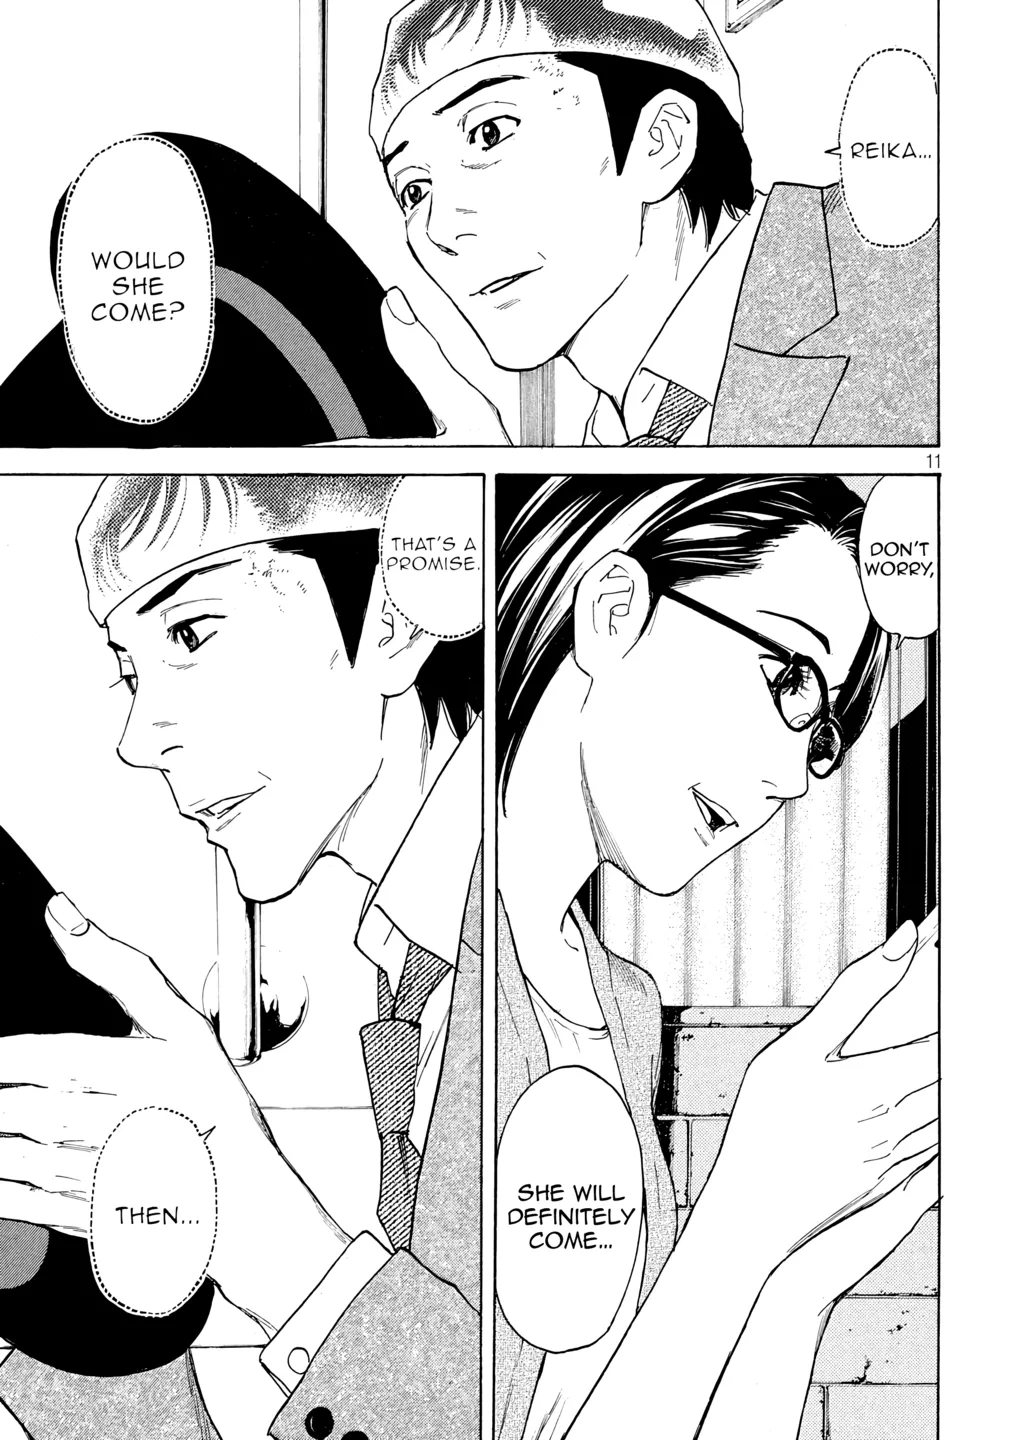 REIKA...
WOULD
SHE
COME?
11
DON'T
WORRY,
SHE WILL
DEFINITELY
COME...
THAT'S A
PROMISE.
THEN...